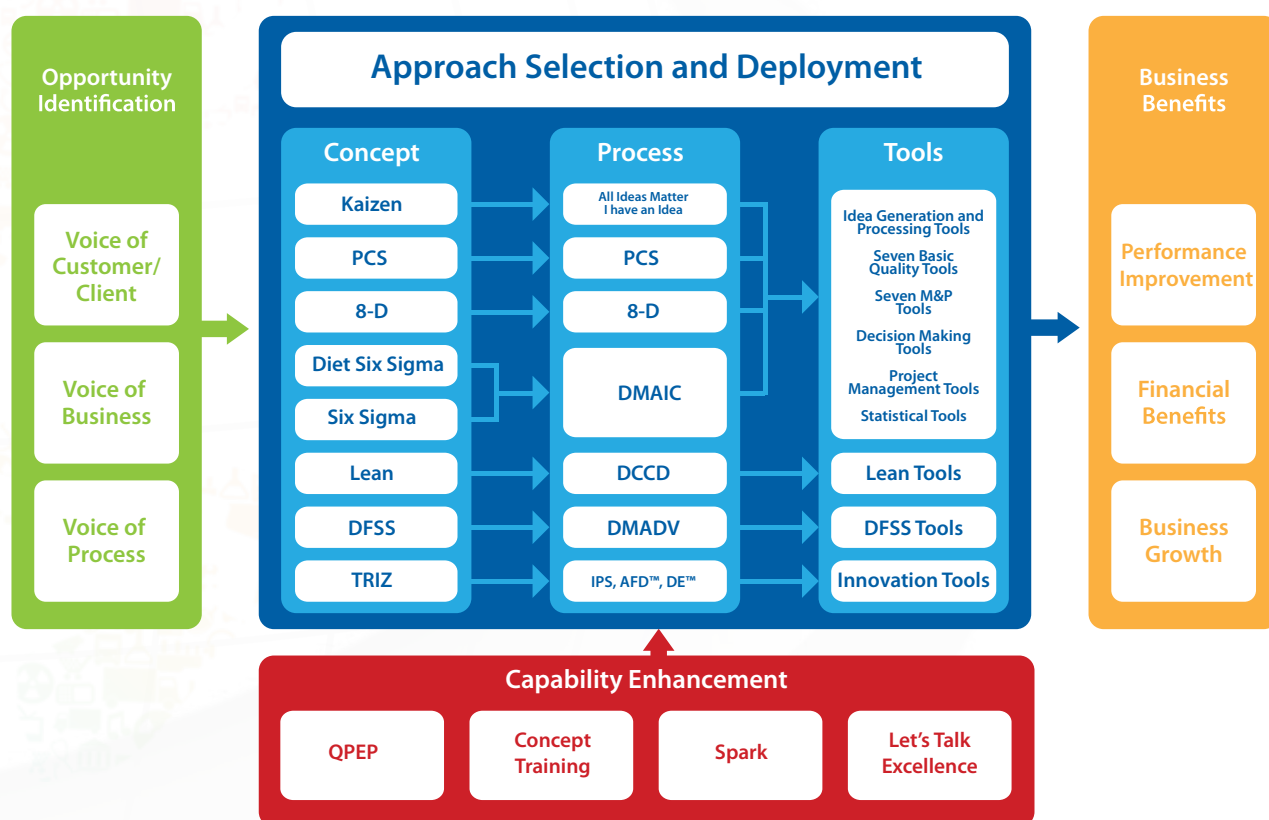 Opportunity
Identification
Voice of
Customer/
Client
Voice of
Business
Voice of
Process
Approach Selection and Deployment
Concept
Kaizen
PCS
8-D
Diet Six Sigma
Six Sigma
Lean
DFSS
TRIZ
Process
All Ideas Matter
I have an Idea
PCS
8-D
DMAIC
DCCD
DMADV
IPS, AFD™, DE™
Tools
Idea Generation and
Processing Tools
Seven Basic
Quality Tools
Seven M&P
Tools
Decision Making
Tools
Project
Management Tools
Statistical Tools
Lean Tools
DFSS Tools
Innovation Tools
Business
Benefits
Performance
Improvement
Financial
Benefits
Business
Growth
Capability Enhancement
QPEP
Concept
Training
Spark
Let's Talk
Excellence